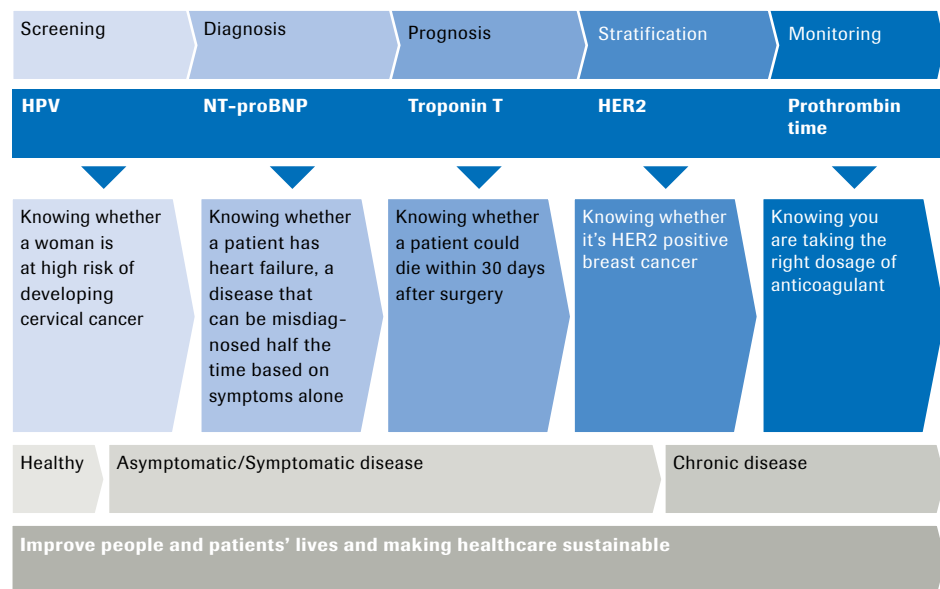 Screening
Diagnosis
Prognosis
Stratification
Monitoring
HPV
NT-proBNP
Troponin T
HER2
Prothrombin
time
Knowing whether
a woman is
at high risk of
developing
cervical cancer
Knowing whether
a patient has
heart failure, a
disease that
can be misdiag-
nosed half the
time based on
symptoms alone
Knowing whether
a patient could
die within 30 days
after surgery
Knowing whether
it's HER2 positive
breast cancer
Knowing you
are taking the
right dosage of
anticoagulant
Healthy
Asymptomatic/Symptomatic disease
Chronic disease
Improve people and patients' lives and making healthcare sustainable